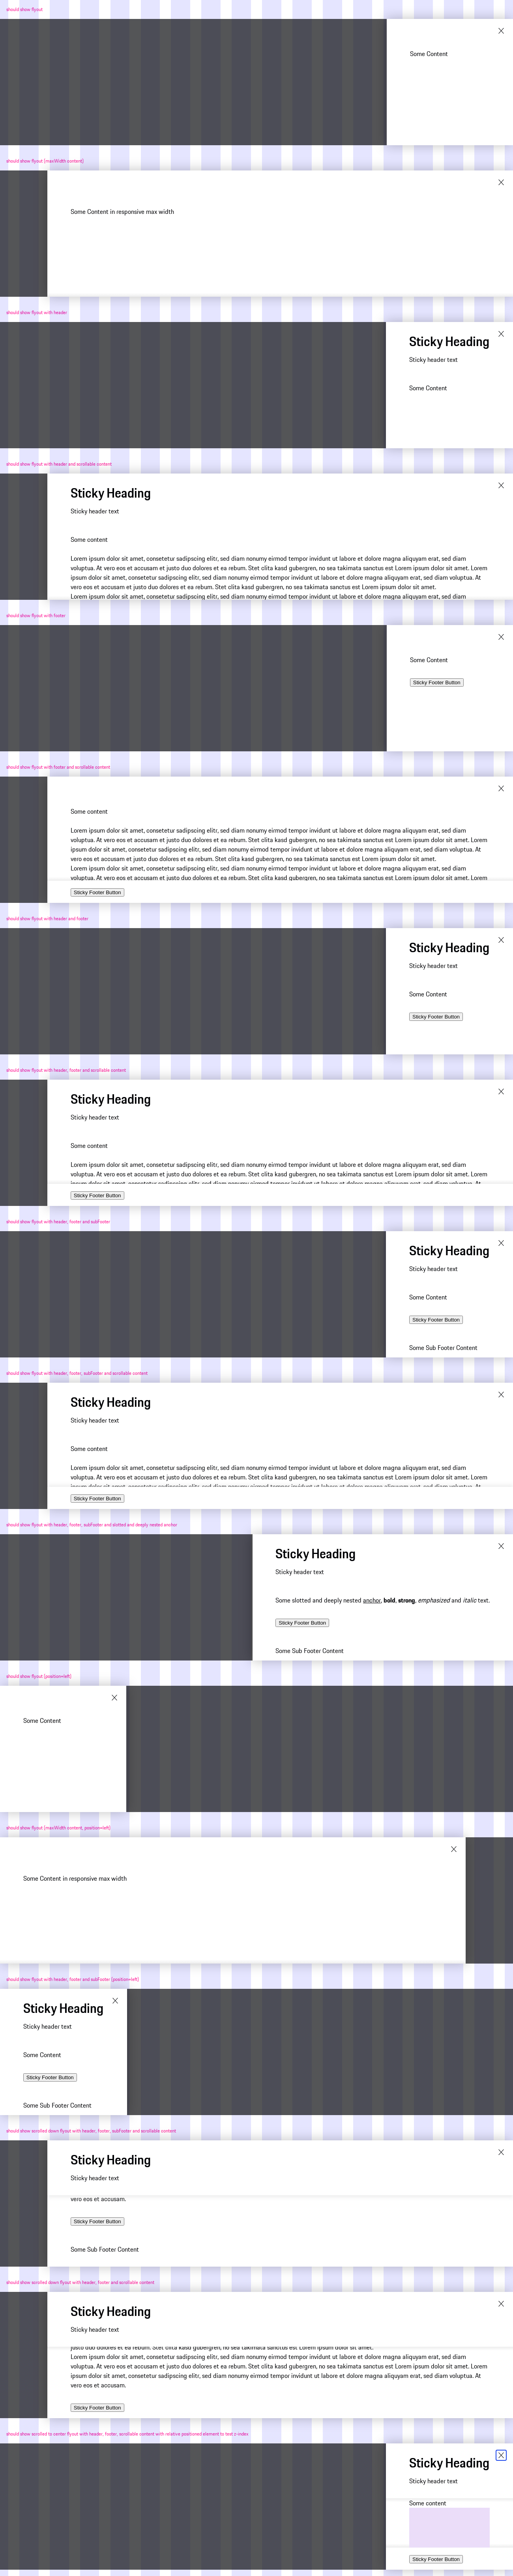 should show flyout
Some Content
should show flyout (maxWidth content)
Some Content in responsive max width
should show flyout with header
Sticky Heading
Sticky header text
Some Content
should show flyout with header and scrollable content
Sticky Heading
Sticky header text
Some content
Lorem ipsum dolor sit amet, consetetur sadipscing elitr, sed diam nonumy eirmod tempor invidunt ut labore et dolore magna aliquyam erat, sed diam
voluptua. At vero eos et accusam et justo duo dolores et ea rebum. Stet clita kasd gubergren, no sea takimata sanctus est Lorem ipsum dolor sit amet. Lorem
ipsum dolor sit amet, consetetur sadipscing elitr, sed diam nonumy eirmod tempor invidunt ut labore et dolore magna aliquyam erat, sed diam voluptua. At
vero eos et accusam et justo duo dolores et ea rebum. Stet clita kasd gubergren, no sea takimata sanctus est Lorem ipsum dolor sit amet.
Lorem ipsum dolor sit amet, consetetur sadipscing elitr, sed diam nonumy eirmod tempor invidunt ut labore et dolore magna aliquyam erat, sed diam
should show flyout with footer
Some Content
Sticky Footer Button
should show flyout with footer and scrollable content
Some content
Lorem ipsum dolor sit amet, consetetur sadipscing elitr, sed diam nonumy eirmod tempor invidunt ut labore et dolore magna aliquyam erat, sed diam
voluptua. At vero eos et accusam et justo duo dolores et ea rebum. Stet clita kasd gubergren, no sea takimata sanctus est Lorem ipsum dolor sit amet. Lorem
ipsum dolor sit amet, consetetur sadipscing elitr, sed diam nonumy eirmod tempor invidunt ut labore et dolore magna aliquyam erat, sed diam voluptua. At
vero eos et accusam et justo duo dolores et ea rebum. Stet clita kasd gubergren, no sea takimata sanctus est Lorem ipsum dolor sit amet.
Lorem ipsum dolor sit amet, consetetur sadipscing elitr, sed diam nonumy eirmod tempor invidunt ut labore et dolore magna aliquyam erat, sed diam
voluptua. At vero eos et accusam et justo duo dolores et ea rebum. Stet clita kasd gubergren, no sea takimata sanctus est Lorem ipsum dolor sit amet. Lorem
Sticky Footer Button
should show flyout with header and footer
Sticky Heading
Sticky header text
Some Content
Sticky Footer Button
should show flyout with header, footer and scrollable content
Sticky Heading
Sticky header text
Some content
Lorem ipsum dolor sit amet, consetetur sadipscing elitr, sed diam nonumy eirmod tempor invidunt ut labore et dolore magna aliquyam erat, sed diam
voluptua. At vero eos et accusam et justo duo dolores et ea rebum. Stet clita kasd gubergren, no sea takimata sanctus est Lorem ipsum dolor sit amet. Lorem
Sticky Footer Button
should show flyout with header, footer and subFooter
Sticky Heading
Sticky header text
Some Content
Sticky Footer Button
Some Sub Footer Content
should show flyout with header, footer, subFooter and scrollable content
Sticky Heading
Sticky header text
Some content
Lorem ipsum dolor sit amet, consetetur sadipscing elitr, sed diam nonumy eirmod tempor invidunt ut labore et dolore magna aliquyam erat, sed diam
voluptua. At vero eos et accusam et justo duo dolores et ea rebum. Stet clita kasd gubergren, no sea takimata sanctus est Lorem ipsum dolor sit amet. Lorem
Sticky Footer Button
should show flyout with header, footer, subFooter and slotted and deeply nested anchor
Sticky Heading
Sticky header text
Some slotted and deeply nested anchor, bold, strong, emphasized and italic text.
Sticky Footer Button
Some Sub Footer Content
should show flyout (position=left)
Some Content
should show flyout (maxWidth content, position=left)
Some Content in responsive max width
should show flyout with header, footer and subFooter (position=left)
Sticky Heading
Sticky header text
Some Content
Sticky Footer Button
Some Sub Footer Content
should show scrolled down flyout with header, footer, subFooter and scrollable content
Sticky Heading
Sticky header text
vero eos et accusam.
Sticky Footer Button
Some Sub Footer Content
should show scrolled down flyout with header, footer and scrollable content
Sticky Heading
Sticky header text
justo duo dolores et ea rebum. Stet clita kasd gubergren, no sea takimata sanctus est Lorem ipsum dolor sit amet.
Lorem ipsum dolor sit amet, consetetur sadipscing elitr, sed diam nonumy eirmod tempor invidunt ut labore et dolore magna aliquyam erat, sed diam
voluptua. At vero eos et accusam et justo duo dolores et ea rebum. Stet clita kasd gubergren, no sea takimata sanctus est Lorem ipsum dolor sit amet. Lorem
ipsum dolor sit amet, consetetur sadipscing elitr, sed diam nonumy eirmod tempor invidunt ut labore et dolore magna aliquyam erat, sed diam voluptua. At
vero eos et accusam.
Sticky Footer Button
should show scrolled to center flyout with header, footer, scrollable content with relative positioned element to test z-index
Sticky Heading
Sticky header text
Some content
Sticky Footer Button